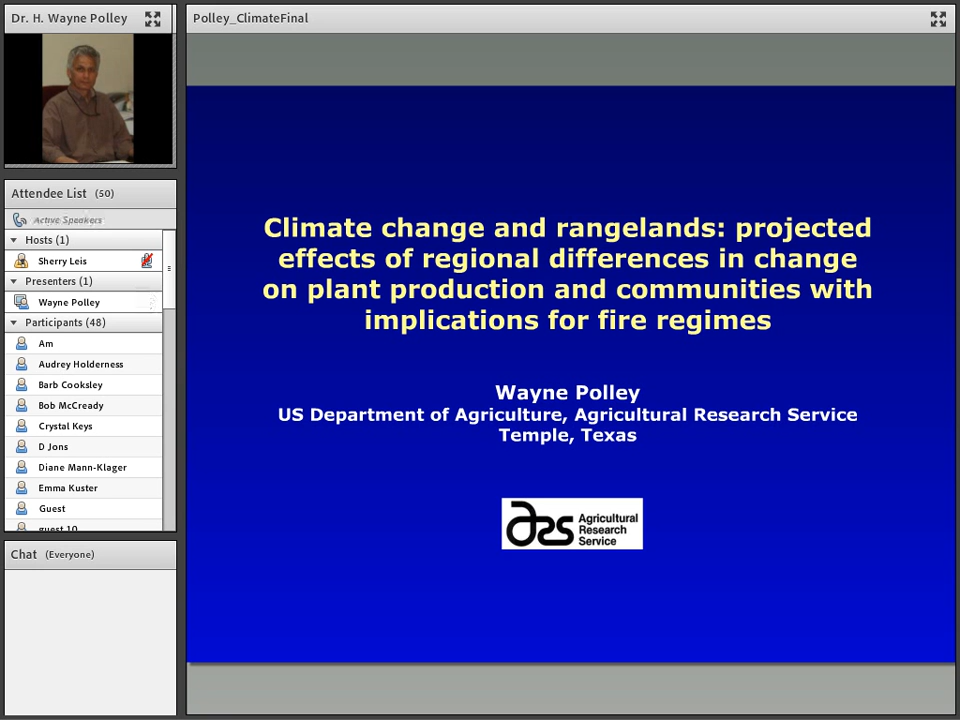 Dr. H. Wayne Polley
Attendee List (50)
Active Speakers
Hosts (1)
Sherry Leis
Presenters (1)
Wayne Polley
Participants (48)
Am
Audrey Holderness
Barb Cooksley
Bob McCready
Crystal Keys
D Jons
Diane Mann-Klager
Emma Kuster
Guest
guest 10
Chat (Everyone)
Polley_ClimateFinal
Climate change and rangelands: projected
effects of regional differences in change
on plant production and communities with
implications for fire regimes
Wayne Polley
US Department of Agriculture, Agricultural Research Service
Temple, Texas
ars Agricultural
Research
Service